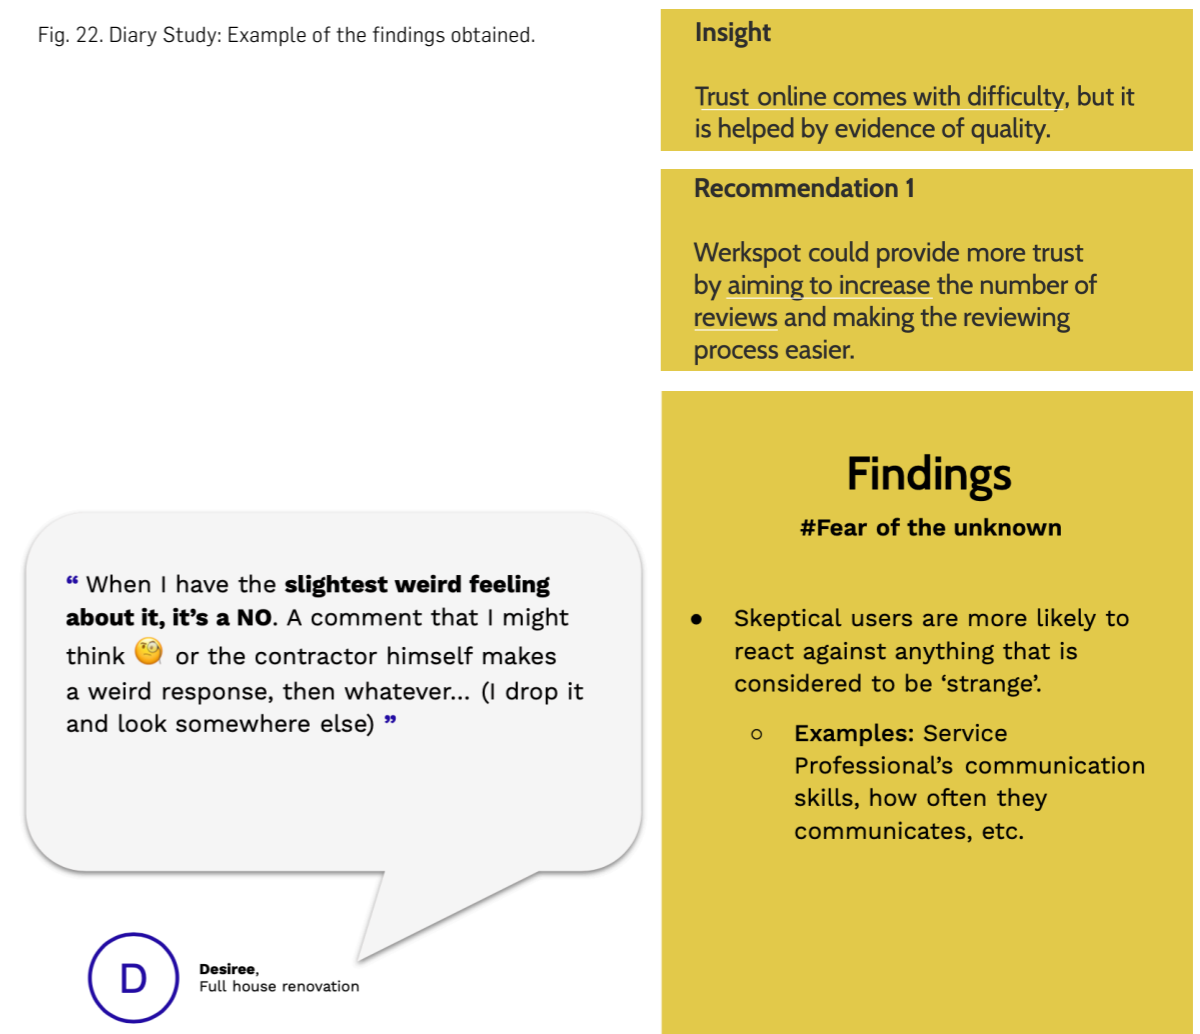 Fig. 22. Diary Study: Example of the findings obtained.
Insight
Trust online comes with difficulty, but it
is helped by evidence of quality.
Recommendation 1
Werkspot could provide more trust
by aiming to increase the number of
reviews and making the reviewing
process easier.
“ When I have the slightest weird feeling
about it, it’s a NO. A comment that I might
think 🧐 or the contractor himself makes
a weird response, then whatever... (I drop it
and look somewhere else) ”
D
Desiree,
Full house renovation
Findings
#Fear of the unknown
● Skeptical users are more likely to
react against anything that is
considered to be ‘strange’.
○ Examples: Service
Professional’s communication
skills, how often they
communicates, etc.